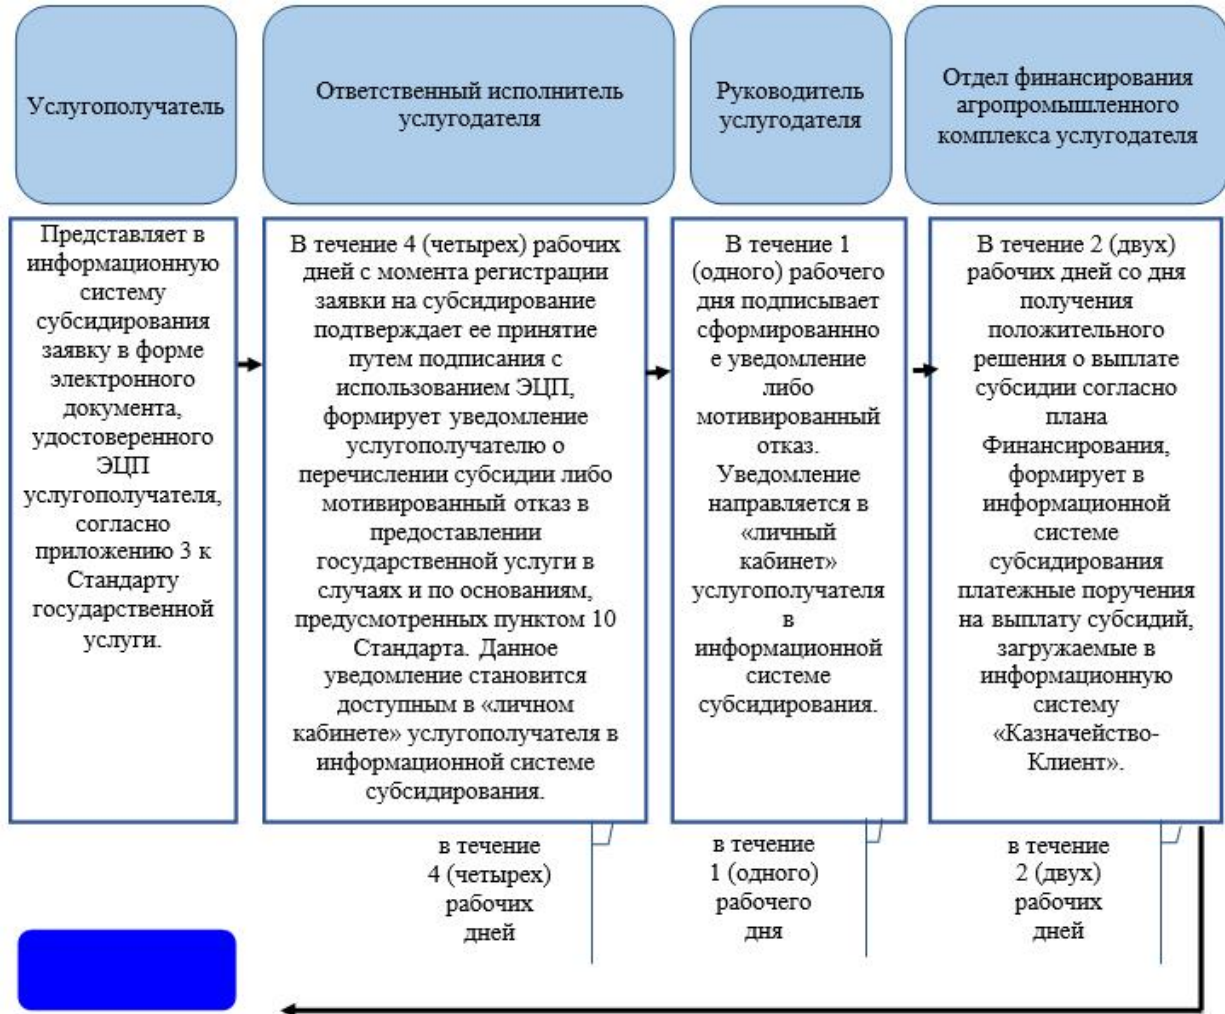 Услугополучатель
Ответственный исполнитель
услугодателя
Руководитель
услугодателя
Отдел финансирования
агропромышленного
комплекса услугодателя
Представляет в
информационную
систему
субсидирования
заявку в форме
электронного
документа,
удостоверенного
ЭЦП
услугополучателя,
согласно
приложению 3 к
Стандарту
государственной
услуги.
В течение 4 (четырех) рабочих
дней с момента регистрации
заявки на субсидирование
подтверждает ее принятие
путем подписания с
использованием ЭЦП,
формирует уведомление
услугополучателю о
перечислении субсидии либо
мотивированный отказ в
предоставлении
государственной услуги в
случаях и по основаниям,
предусмотренных пунктом 10
Стандарта. Данное
уведомление становится
доступным в «личном
кабинете» услугополучателя в
информационной системе
субсидирования.
В течение 1
(одного) рабочего
дня подписывает
сформированнно
е уведомление
либо
мотивированный
отказ.
Уведомление
направляется в
«личный
кабинет»
услугополучателя
в
информационной
системе
субсидирования.
В течение 2 (двух)
рабочих дней со дня
получения
положительного
решения о выплате
субсидии согласно
плана
Финансирования,
формирует в
информационной
системе
субсидирования
платежные поручения
на выплату субсидий,
загружаемые в
информационную
систему
«Казначейство-
Клиент».
в течение
4 (четырех)
рабочих
дней
в течение
1 (одного)
рабочего
дня
в течение
2 (двух)
рабочих
дней